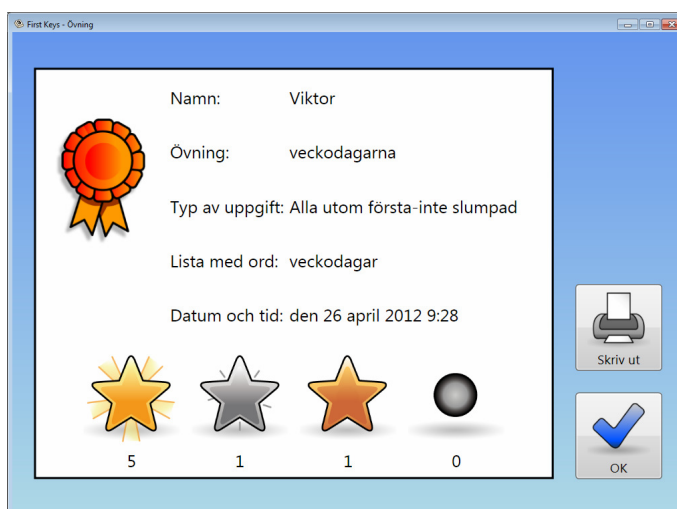 First Keys - Övning
Namn: Viktor
Övning: veckodagarna
Typ av uppgift: Alla utom första-inte slumpad
Lista med ord: veckodagar
Datum och tid: den 26 april 2012 9:28
5 1 1 0
Skriv ut
OK